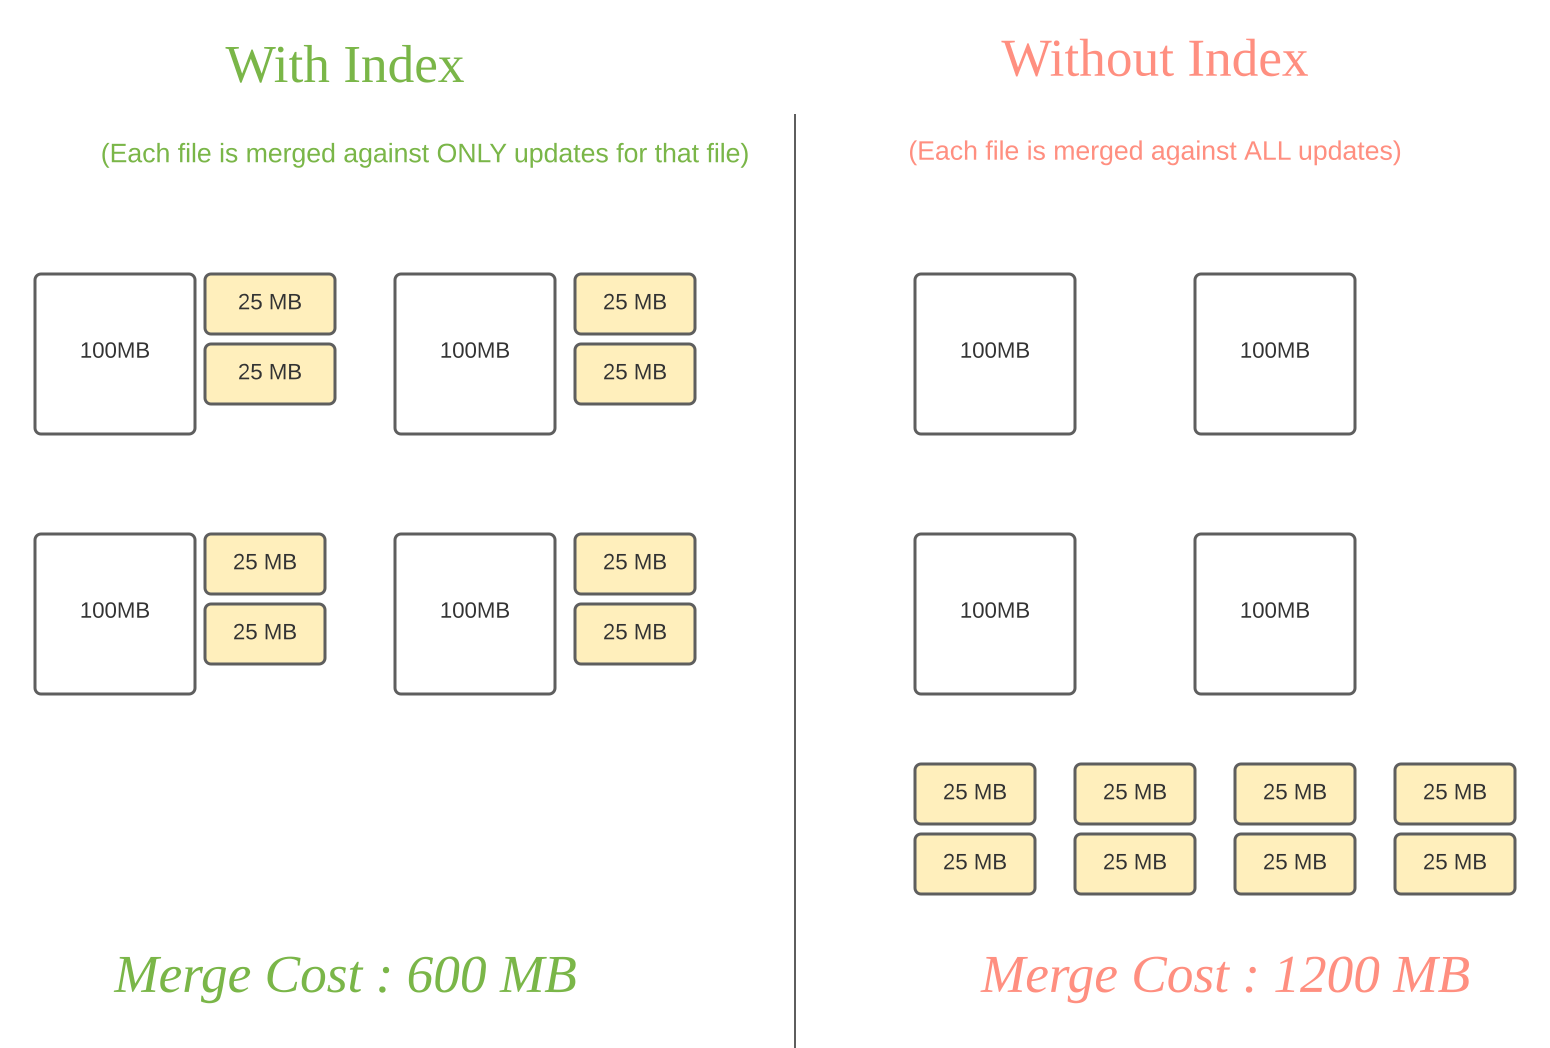 With Index
(Each file is merged against ONLY updates for that file)
100MB
25 MB
25 MB
100MB
25 MB
25 MB
100MB
25 MB
25 MB
100MB
25 MB
25 MB
Merge Cost : 600 MB
Without Index
(Each file is merged against ALL updates)
100MB
100MB
100MB
100MB
25 MB
25 MB
25 MB
25 MB
25 MB
25 MB
25 MB
25 MB
Merge Cost : 1200 MB